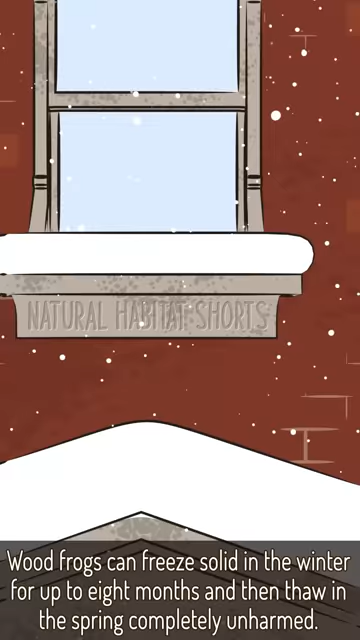 NATURAL HABITAT SHORTS
Wood frogs can freeze solid in the winter
for up to eight months and then thaw in
the spring completely unharmed.